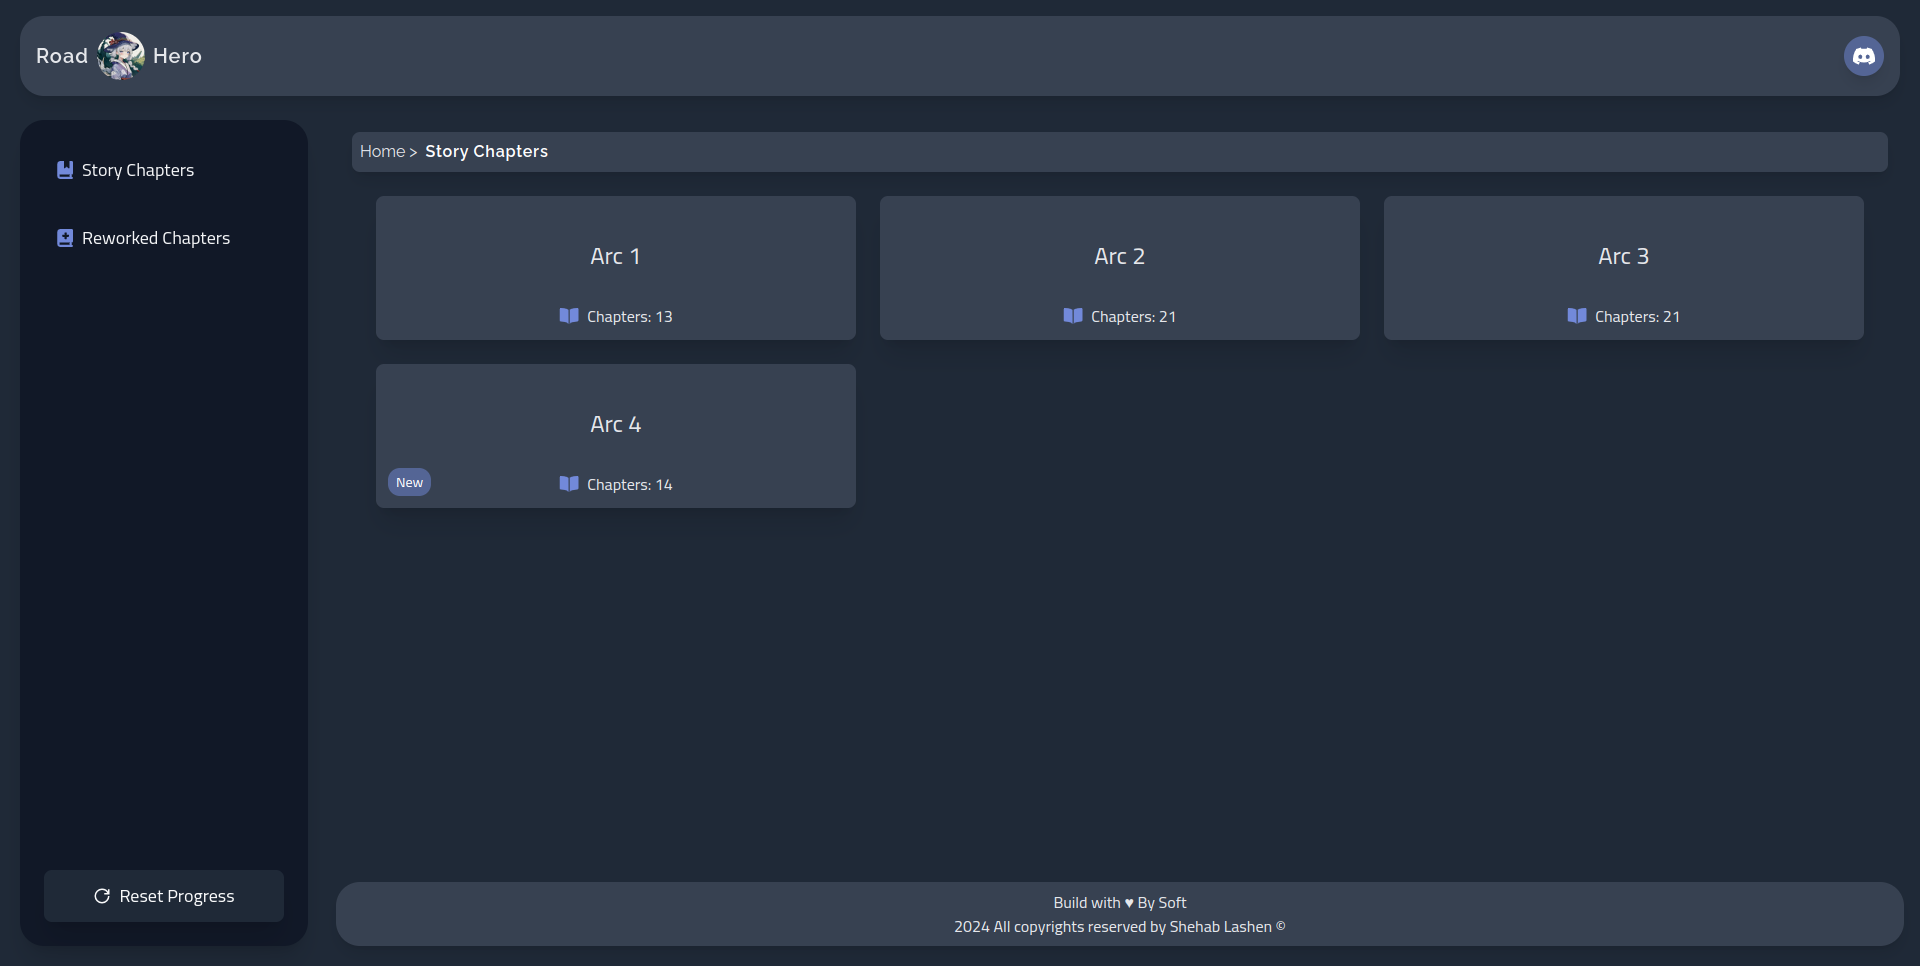 Road Hero
Story Chapters
Reworked Chapters
Reset Progress
Home > Story Chapters
Arc 1
Chapters: 13
Arc 2
Chapters: 21
Arc 3
Chapters: 21
Arc 4
New
Chapters: 14
Build with ♥ By Soft
2024 All copyrights reserved by Shehab Lashen ©